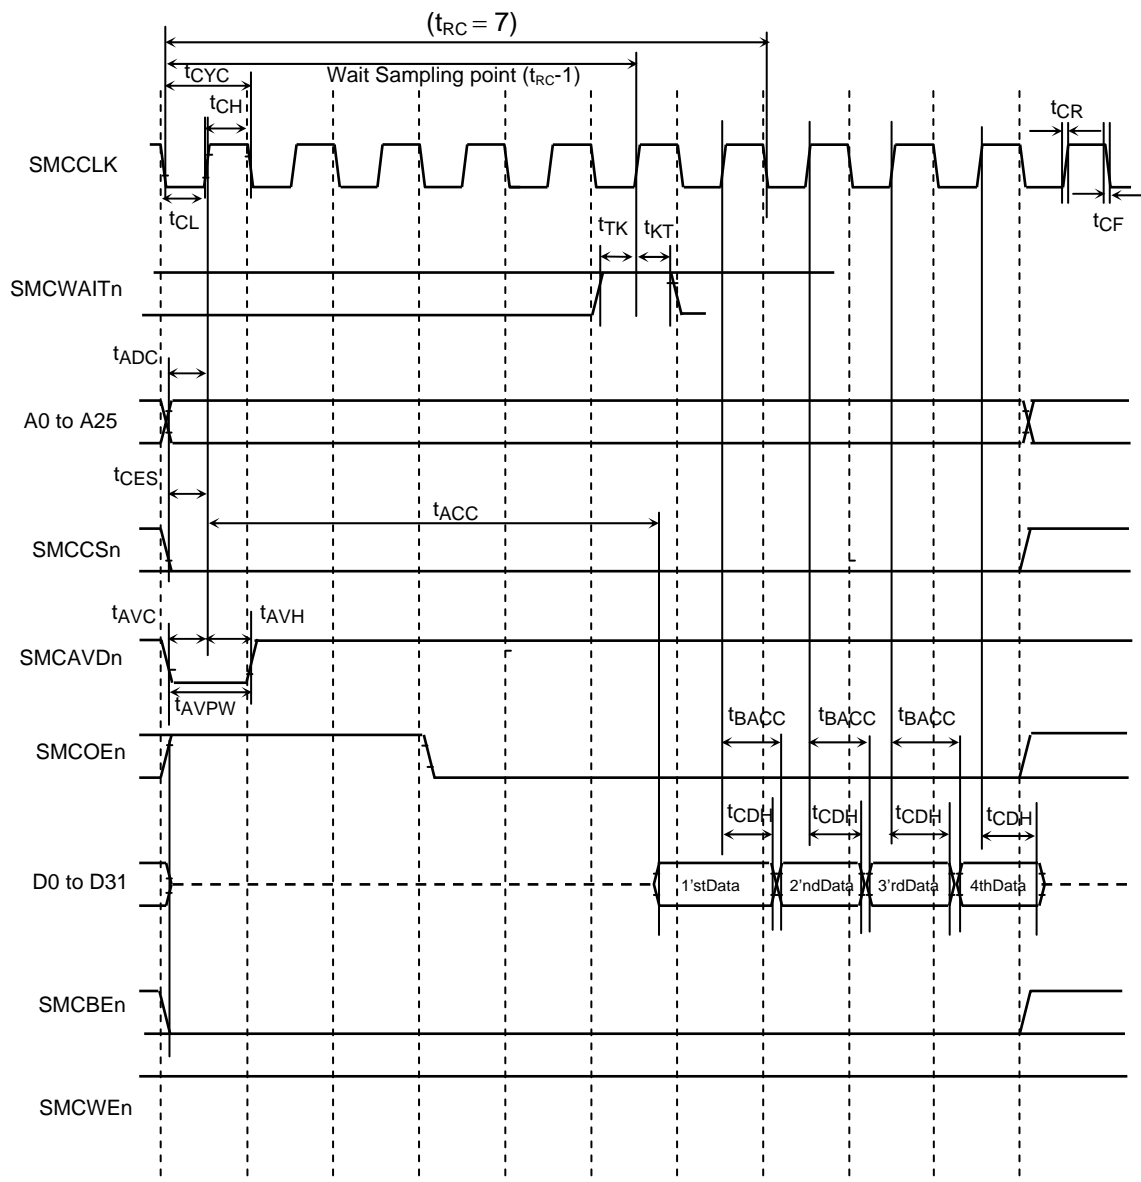 (tRC = 7)
tCYC
Wait Sampling point (tRC-1)
tCH
tCR
SMCCLK
tCL
tTK
tKT
tCF
SMCWAITn
tADC
A0 to A25
tCES
tACC
SMCCSn
tAVC
tAVH
SMCAVDn
tAVPW
tBACC tBACC tBACC
SMCOEn
tCDH tCDH tCDH tCDH
D0 to D31
1'stData 2'ndData 3'rdData 4thData
SMCBEn
SMCWEn